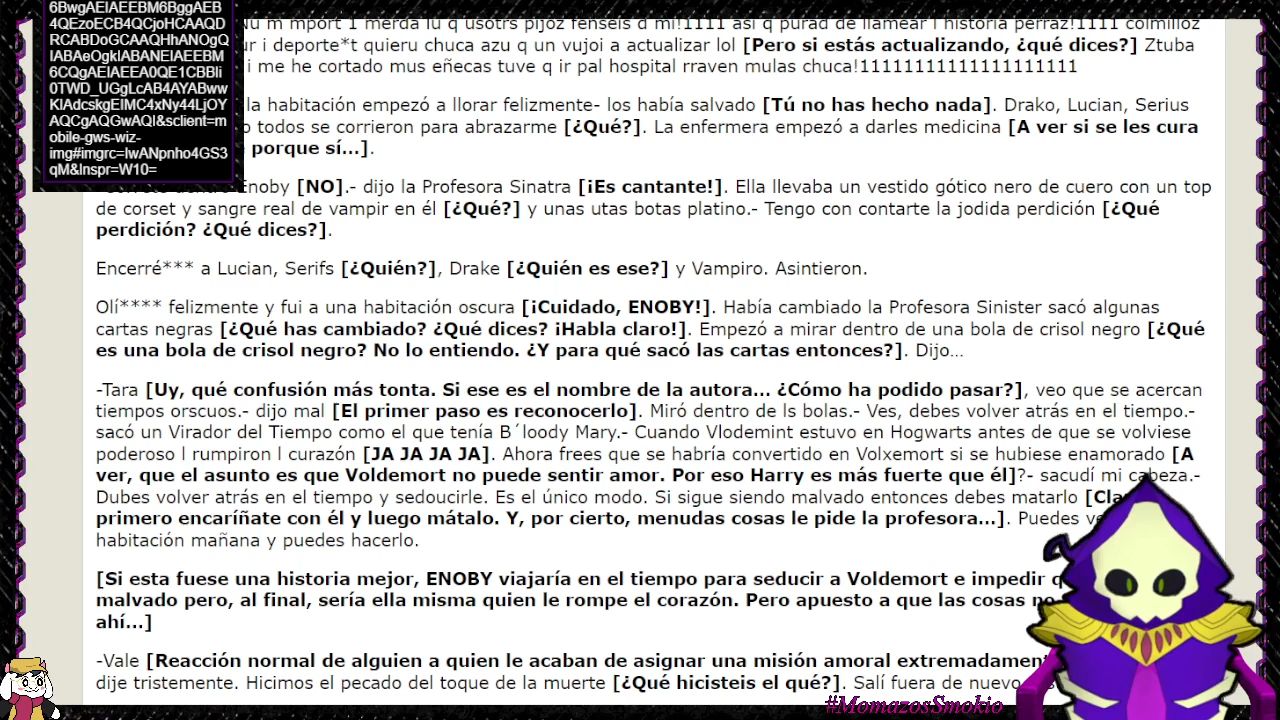 6BwgAEIAEEBM6BggAEB
4QEzoECB4QCjoHCAAQD
RCABDoGCAAQHhANOgQ
IABAeOgkIABANEIAEEBM
6CQgAEIAEEA0QE1CBBli
0TWD_UGgLcAB4AYABww
KIAdcskgEIMC4xNy44LjOY
AQCgAQGwAQI&sclient=m
obile-gws-wiz-
img#imgrc=IwANpnho4GS3
qM&lnspr=W10=
m mport 1 merda lu q usotrs pijoz fenseis d mi!1111 asi q purad de llamear i historia perraz!1111 colmilloz
ur i deporte*t quieru chuca azu q un vujoi a actualizar lol [Pero si estás actualizando, ¿qué dices?] Ztuba
i me he cortado mus eñecas tuve q ir pal hospital rraven mulas chuca!11111111111111111111
la habitación empezó a llorar felizmente- los había salvado [Tú no has hecho nada]. Drako, Lucian, Serius
o todos se corrieron para abrazarme [¿Qué?]. La enfermera empezó a darles medicina [A ver si se les cura
porque sí...].
Enoby [NO].- dijo la Profesora Sinatra [¡Es cantante!]. Ella llevaba un vestido gótico nero de cuero con un top
de corset y sangre real de vampir en él [¿Qué?] y unas utas botas platino.- Tengo con contarte la jodida perdición [¿Qué
perdición? ¿Qué dices?].
Encerré*** a Lucian, Serifs [¿Quién?], Drake [¿Quién es ese?] y Vampiro. Asintieron.
Olí**** felizmente y fui a una habitación oscura [¡Cuidado, ENOBY!]. Había cambiado la Profesora Sinister sacó algunas
cartas negras [¿Qué has cambiado? ¿Qué dices? ¡Habla claro!]. Empezó a mirar dentro de una bola de crisol negro [¿Qué
es una bola de crisol negro? No lo entiendo. ¿Y para qué sacó las cartas entonces?]. Dijo...
-Tara [Uy, qué confusión más tonta. Si ese es el nombre de la autora... ¿Cómo ha podido pasar?], veo que se acercan
tiempos orscuos.- dijo mal [El primer paso es reconocerlo]. Miró dentro de ls bolas.- Ves, debes volver atrás en el tiempo.-
sacó un Virador del Tiempo como el que tenía B´loody Mary.- Cuando Vlodemint estuvo en Hogwarts antes de que se volviese
poderoso l rumpiron l curazón [JA JA JA JA]. Ahora frees que se habría convertido en Volxemort si se hubiese enamorado [A
ver, que el asunto es que Voldemort no puede sentir amor. Por eso Harry es más fuerte que él]?- sacudí mi cabeza.-
Dubes volver atrás en el tiempo y sedoucirle. Es el único modo. Si sigue siendo malvado entonces debes matarlo [Cla
primero encaríñate con él y luego mátalo. Y, por cierto, menudas cosas le pide la profesora...]. Puedes ve
habitación mañana y puedes hacerlo.
[Si esta fuese una historia mejor, ENOBY viajaría en el tiempo para seducir a Voldemort e impedir
malvado pero, al final, sería ella misma quien le rompe el corazón. Pero apuesto a que las cosas no
ahí...]
-Vale [Reacción normal de alguien a quien le acaban de asignar una misión amoral extremadament
dije tristemente. Hicimos el pecado del toque de la muerte [¿Qué hicisteis el qué?]. Salí fuera de nuevo
#MomazosSmokio